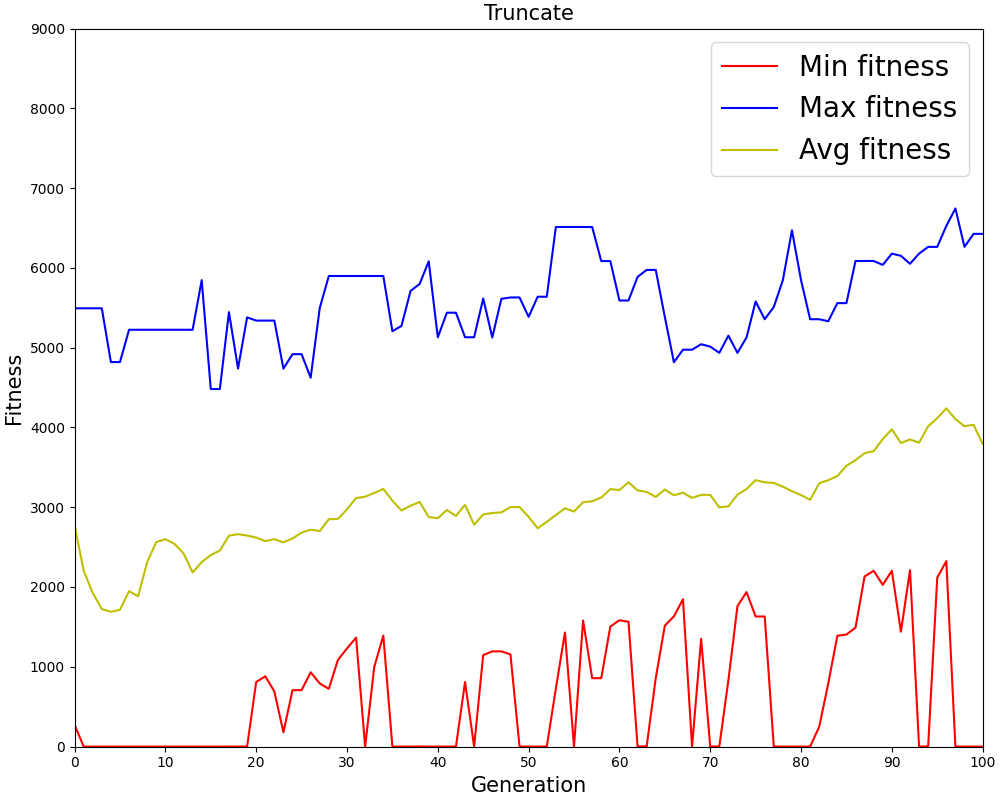 Truncate
9000
8000
7000
6000
5000
4000
3000
2000
1000
0
Fitness
Min fitness
Max fitness
Avg fitness
0 10 20 30 40 50 60 70 80 90 100
Generation